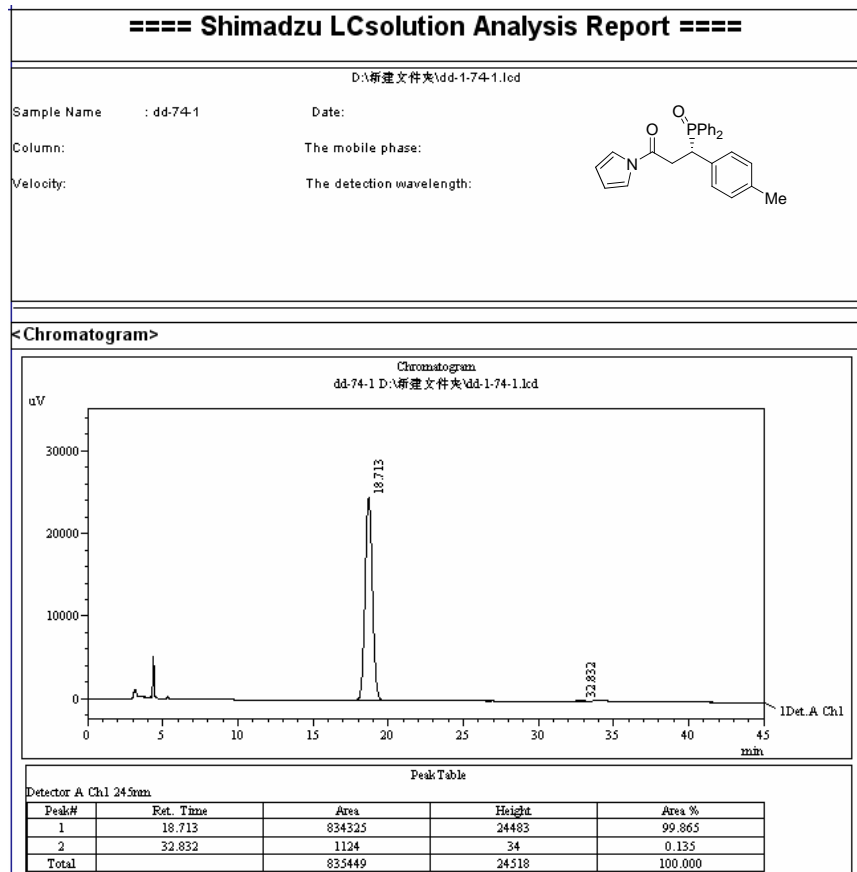 ==== Shimadzu LCsolution Analysis Report ====
D:\新建文件夹\dd-1-74-1.lcd
Sample Name : dd-74-1 Date:
Column: The mobile phase:
Velocity: The detection wavelength:
O
O PPh2
N
Me
<Chromatogram>
Chromatogram
dd-74-1 D:\新建文件夹\dd-1-74-1.lcd
uV
30000
20000
10000
0
18.713
32.832
1Det.A Ch1
0 5 10 15 20 25 30 35 40 45
min
PeakTable
Detector A Ch1 245nm
Peak# Ret. Time Area Height Area %
1 18.713 834325 24483 99.865
2 32.832 1124 34 0.135
Total 835449 24518 100.000